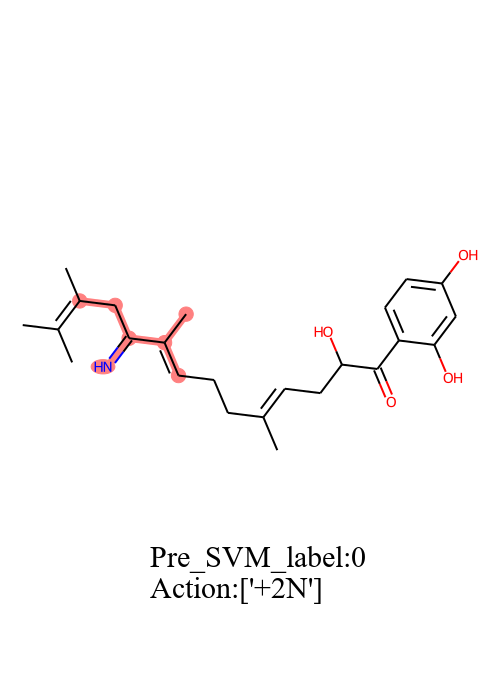 OH
HO
HN
OH
O
Pre_SVM_label:0
Action:['+2N']